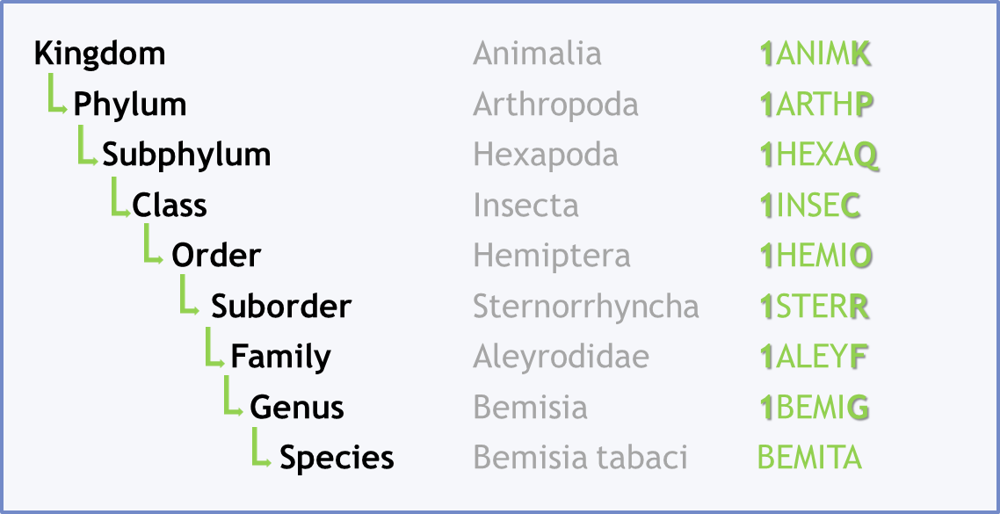 Kingdom Animalia 1ANIMK
Phylum Arthropoda 1ARTHP
Subphylum Hexapoda 1HEXAQ
Class Insecta 1INSEC
Order Hemiptera 1HEMIO
Suborder Sternorrhyncha 1STERR
Family Aleyrodidae 1ALEYF
Genus Bemisia 1BEMIG
Species Bemisia tabaci BEMITA